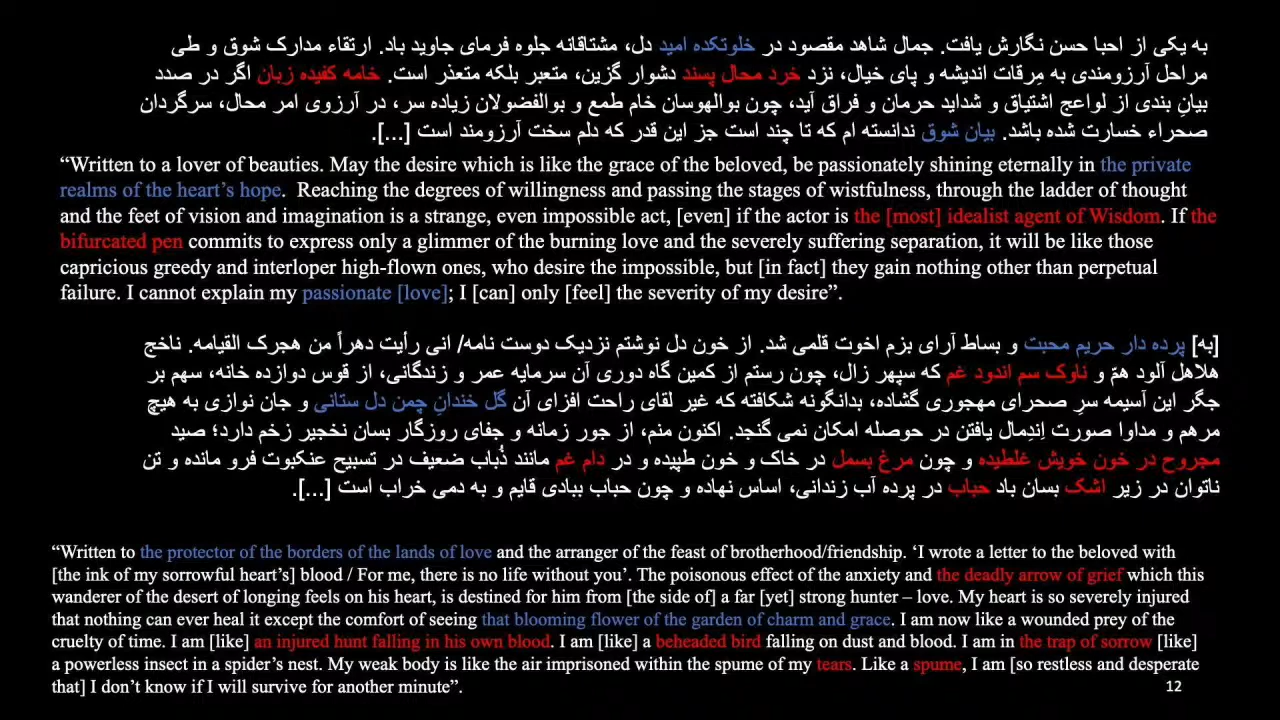 به یکی از احبا حسن نگارش یافت. جمال شاهد مقصود در خلوتکده امید دل، مشتاقانه جلوه فرمای جاوید باد. ارتقاء مدارک شوق و طی
مراحل آرزومندی به مِرقات اندیشه و پای خیال، نزد خرد محال پسند دشوار گزین، متعبر بلکه متعذر است. خامه کفیده زبان اگر در صدد
بیانِ بندی از لواعج اشتیاق و شداید حرمان و فراق آید، چون بوالهوسان خام طمع و بوالفضولان زیاده سر، در آرزوی امر محال، سرگردان
صحراء خسارت شده باشد. بیان شوق ندانسته ام که تا چند است جز این قدر که دلم سخت آرزومند است [...].
“Written to a lover of beauties. May the desire which is like the grace of the beloved, be passionately shining eternally in the private
realms of the heart’s hope. Reaching the degrees of willingness and passing the stages of wistfulness, through the ladder of thought
and the feet of vision and imagination is a strange, even impossible act, [even] if the actor is the [most] idealist agent of Wisdom. If the
bifurcated pen commits to express only a glimmer of the burning love and the severely suffering separation, it will be like those
capricious greedy and interloper high-flown ones, who desire the impossible, but [in fact] they gain nothing other than perpetual
failure. I cannot explain my passionate [love]; I [can] only [feel] the severity of my desire”.
[به] پرده دار حریم محبت و بساط آرای بزم اخوت قلمی شد. از خون دل نوشتم نزدیک دوست نامه/ انی رأیت دهراً من هجرک القیامه. ناخج
هلاهل آلود همّ و ناوک سم اندود غم که سپهر زال، چون رستم از کمین گاه دوری آن سرمایه عمر و زندگانی، از قوس دوازده خانه، سهم بر
جگر این آسیمه سرِ صحرای مهجوری گشاده، بدانگونه شکافته که غیر لقای راحت افزای آن گل خندانِ چمن دل ستانی و جان نوازی به هیچ
مرهم و مداوا صورت اِندِمال یافتن در حوصله امکان نمی گنجد. اکنون منم، از جور زمانه و جفای روزگار بسان نخجیر زخم دارد؛ صید
مجروح در خون خویش غلطیده و چون مرغ بسمل در خاک و خون طپیده و در دام غم مانند ذُباب ضعیف در تسبیح عنکبوت فرو مانده و تن
ناتوان در زیر اشک بسان باد حباب در پرده آب زندانی، اساس نهاده و چون حباب ببادی قایم و به دمی خراب است [...].
“Written to the protector of the borders of the lands of love and the arranger of the feast of brotherhood/friendship. ‘I wrote a letter to the beloved with
[the ink of my sorrowful heart’s] blood / For me, there is no life without you’. The poisonous effect of the anxiety and the deadly arrow of grief which this
wanderer of the desert of longing feels on his heart, is destined for him from [the side of] a far [yet] strong hunter – love. My heart is so severely injured
that nothing can ever heal it except the comfort of seeing that blooming flower of the garden of charm and grace. I am now like a wounded prey of the
cruelty of time. I am [like] an injured hunt falling in his own blood. I am [like] a beheaded bird falling on dust and blood. I am in the trap of sorrow [like]
a powerless insect in a spider’s nest. My weak body is like the air imprisoned within the spume of my tears. Like a spume, I am [so restless and desperate
that] I don’t know if I will survive for another minute”.
12